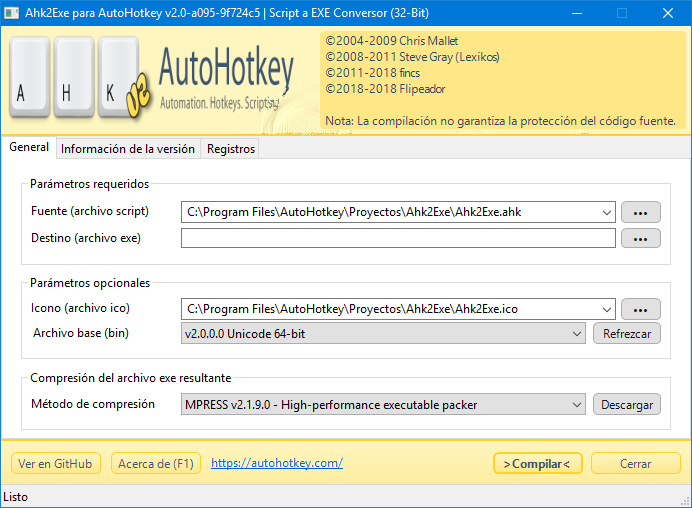 Ahk2Exe para AutoHotkey v2.0-a095-9f724c5 | Script a EXE Conversor (32-Bit)
A H K 02
AutoHotkey
Automation. Hotkeys. Scripting.
©2004-2009 Chris Mallet
©2008-2011 Steve Gray (Lexikos)
©2011-2018 fincs
©2018-2018 Flipeador
Nota: La compilación no garantiza la protección del código fuente.
General Información de la versión Registros
Parámetros requeridos
Fuente (archivo script) C:\Program Files\AutoHotkey\Proyectos\Ahk2Exe\Ahk2Exe.ahk ...
Destino (archivo exe) ...
Parámetros opcionales
Icono (archivo ico) C:\Program Files\AutoHotkey\Proyectos\Ahk2Exe\Ahk2Exe.ico ...
Archivo base (bin) v2.0.0.0 Unicode 64-bit Refrezcar
Compresión del archivo exe resultante
Método de compresión MPRESS v2.1.9.0 - High-performance executable packer Descargar
Ver en GitHub Acerca de (F1) https://autohotkey.com/ >Compilar< Cerrar
Listo